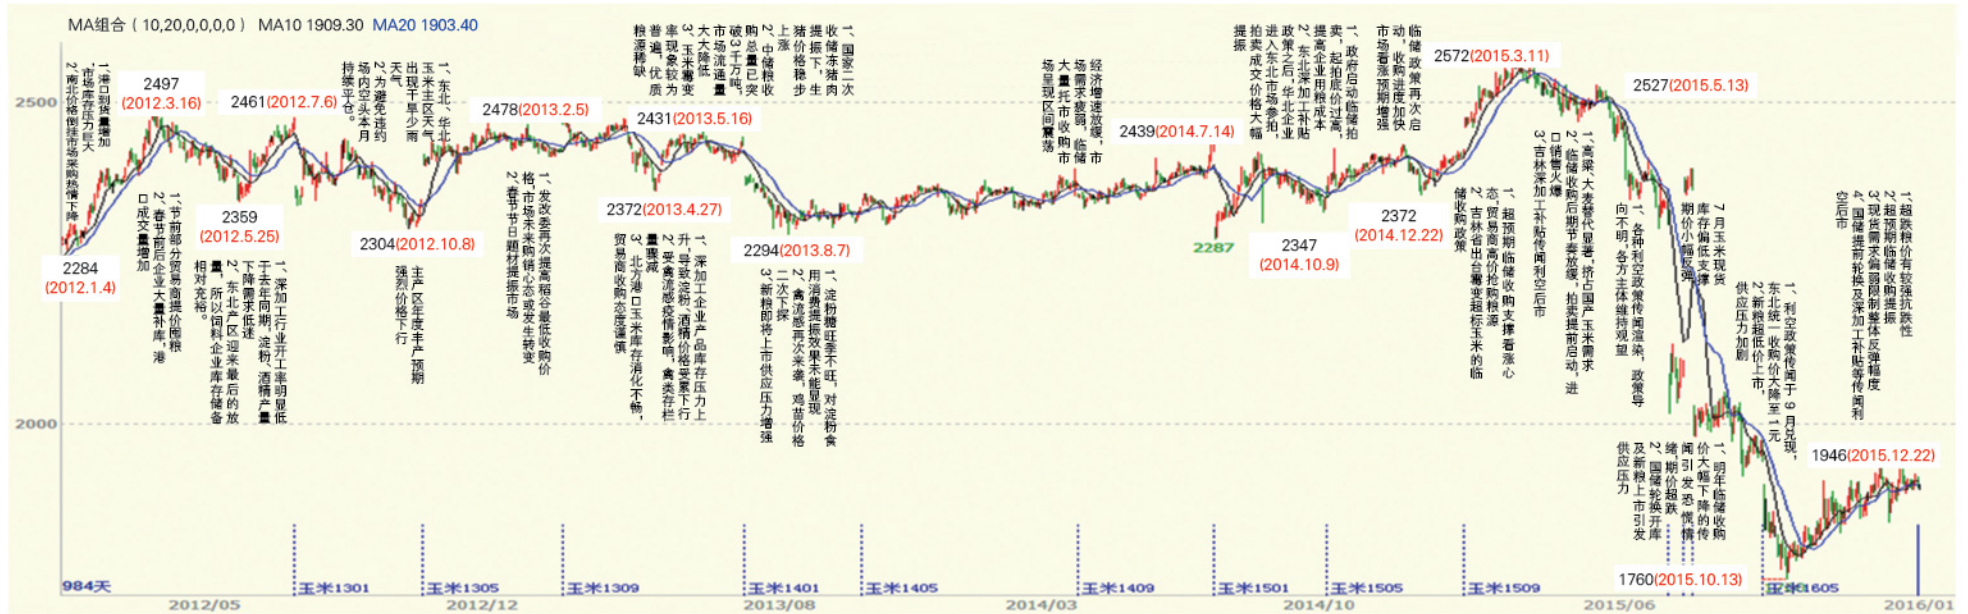 MA组合（10,20,0,0,0,0） MA10 1909.30 MA20 1903.40
2500
2000
1、港口到货量增加
，市场库存压力巨大
2、南北价格倒挂市场采购热情下降
2497
(2012.3.16)
2284
(2012.1.4)
1、节前部分贸易商提价囤粮
2、春节前后企业大量补库，港
口成交量增加
2461(2012.7.6)
2359
(2012.5.25)
1、深加工行业开工率明显低
于去年同期，淀粉、酒精产量
下降需求低迷
2、东北产区迎来最后的放
量，所以饲料企业库存储备
相对充裕。
1、东北、华北
玉米主区天气
出现干旱少雨
天气
2、为避免违约
场内空头本月
持续平仓。
2304(2012.10.8)
主产区年度丰产预期
强烈价格下行
2478(2013.2.5)
1、发改委再次提高稻谷最低收购价
格，市场未来购销心态或发生转变
2、春节节日题材提振市场
1、国家二次
收储冻猪肉
提振下，生
猪价格稳步
上涨
2、中储粮收
购总量已突
破3千万吨，
市场流通量
大大降低
3、玉米霉变
率现象较为
普遍，优质
粮源稀缺
2431(2013.5.16)
2372(2013.4.27)
1、深加工企业产品库存压力上
升，导致淀粉、酒精价格受累下行
2、受禽流感疫情影响，禽类存栏
量骤减
3、北方港口玉米库存消化不畅，
贸易商收购态度谨慎
2294(2013.8.7)
1、淀粉糖旺季不旺，对淀粉食
用消费提振效果未能显现
2、禽流感再次来袭，鸡苗价格
二次下探
3、新粮即将上市供应压力增强
经济增速放缓，市
场需求疲弱，临储
大量托市收购市
场呈现区间震荡
2439(2014.7.14)
2287
1、政府启动临储拍
卖，起拍底价过高，
提高企业用粮成本
2、东北深加工补贴
政策之后，华北企业
进入东北市场参拍，
拍卖成交价格大幅
提振
2347
(2014.10.9)
临储政策再次启
动，收购进度加快
市场看涨预期增强
2372
(2014.12.22)
2572(2015.3.11)
1、超预期临储收购支撑看涨心
态，贸易商高价抢购粮源
2、吉林省出台霉变超标玉米的临
储收购政策
1、高粱、大麦替代显著，挤占国产玉米需求
2、临储收购后期节奏放缓，拍卖提前启动，进
口销售火爆
3、吉林深加工补贴传闻利空后市
2527(2015.5.13)
1、各种利空政策传闻渲染，政策导
向不明，各方主体维持观望
7月玉米现货
库存偏低支撑
期价小幅反弹
1、明年临储收购
价大幅下降的传
闻引发恐慌情
绪，期价超跌
2、国储轮换开库
及新粮上市引发
供应压力
1、利空政策传闻于9月兑现，
东北统一收购价大降至1元
2、新粮超低价上市，
供应压力加剧
1、超跌粮价有较强抗跌性
2、超预期临储收购提振
3、现货需求偏弱限制整体反弹幅度
4、国储提前轮换及深加工补贴等传闻利
空后市
1946(2015.12.22)
1760(2015.10.13)
984天
玉米1301
玉米1305
玉米1309
玉米1401
玉米1405
玉米1409
玉米1501
玉米1505
玉米1509
玉米1605
2012/05
2012/12
2013/08
2014/03
2014/10
2015/06
2016/01